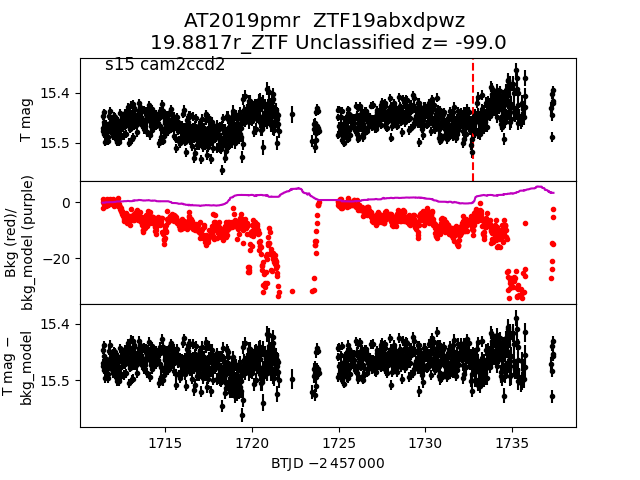 AT2019pmr  ZTF19abxdpwz
19.8817r_ZTF Unclassified z= -99.0
s15 cam2ccd2
T mag
15.4
15.5
Bkg (red)/
bkg_model (purple)
0
−20
T mag −
bkg_model
15.4
15.5
1715
1720
1725
1730
1735
BTJD −2 457 000